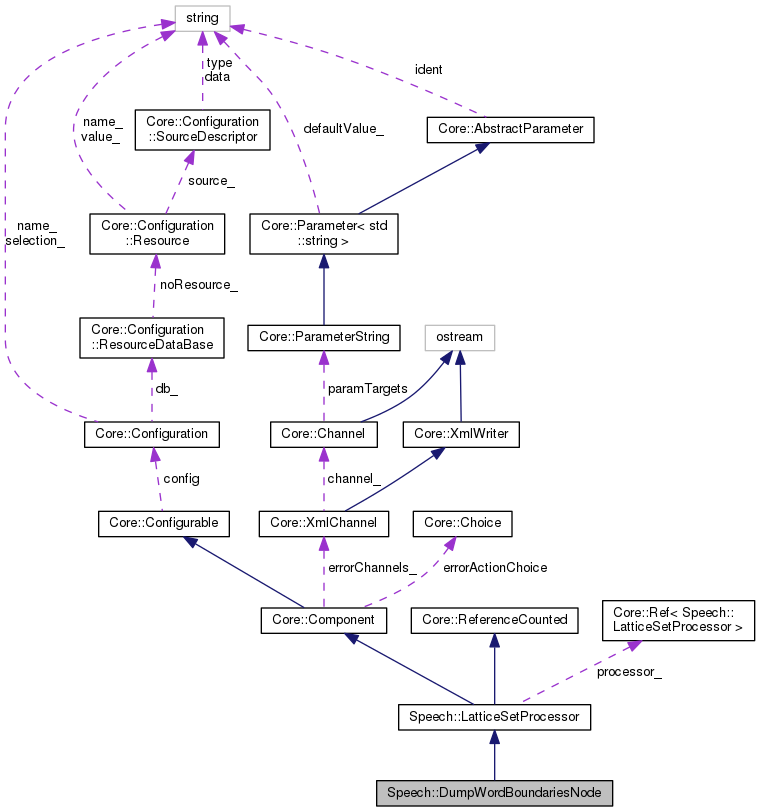 string
type
data
ident
Core::Configuration
::SourceDescriptor
name_
value_
defaultValue_
Core::AbstractParameter
source_
name_
selection_
Core::Configuration
::Resource
Core::Parameter< std
::string >
noResource_
Core::Configuration
::ResourceDataBase
Core::ParameterString
ostream
db_
paramTargets
Core::Configuration
Core::Channel
Core::XmlWriter
config
channel_
Core::Configurable
Core::XmlChannel
Core::Choice
errorChannels_
errorActionChoice
Core::Component
Core::ReferenceCounted
Core::Ref< Speech::
LatticeSetProcessor >
processor_
Speech::LatticeSetProcessor
Speech::DumpWordBoundariesNode